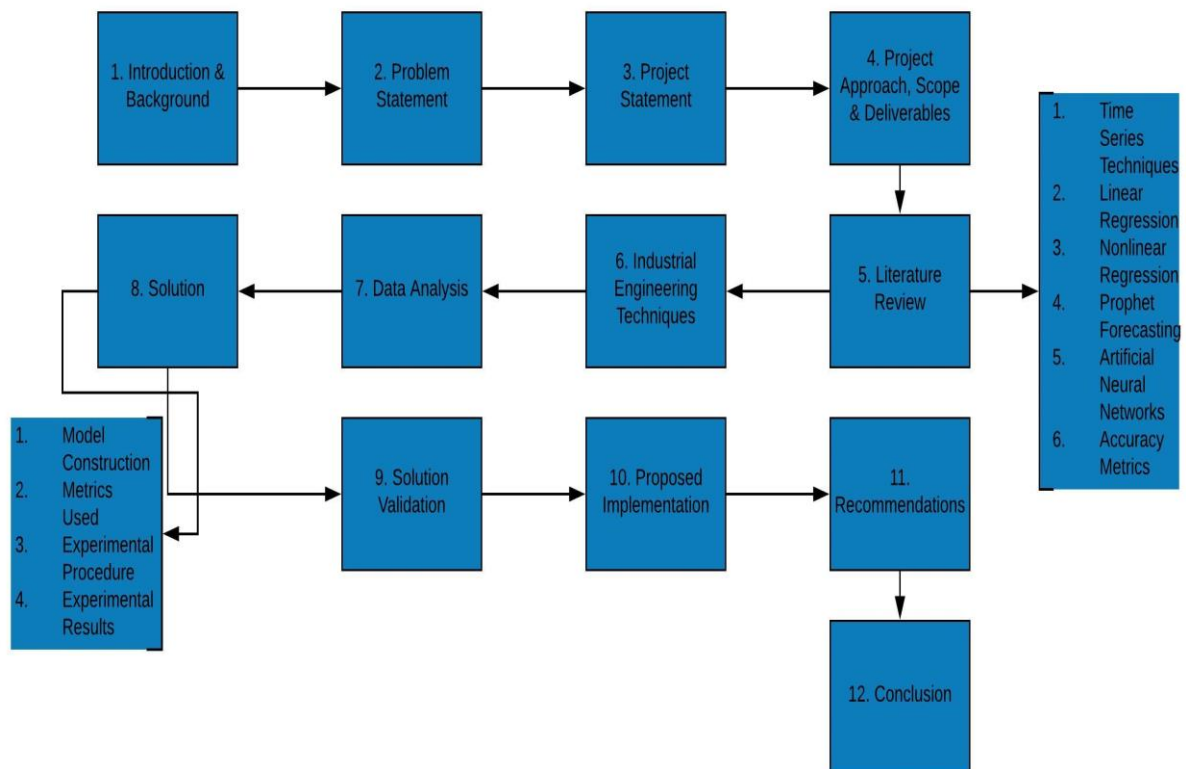 1. Introduction &
Background
2. Problem
Statement
3. Project
Statement
4. Project
Approach, Scope
& Deliverables
1. Time
Series
Techniques
2. Linear
Regression
3. Nonlinear
Regression
4. Prophet
Forecasting
5. Artificial
Neural
Networks
6. Accuracy
Metrics
8. Solution
7. Data Analysis
6. Industrial
Engineering
Techniques
5. Literature
Review
1. Model
Construction
2. Metrics
Used
3. Experimental
Procedure
4. Experimental
Results
9. Solution
Validation
10. Proposed
Implementation
11.
Recommendations
12. Conclusion